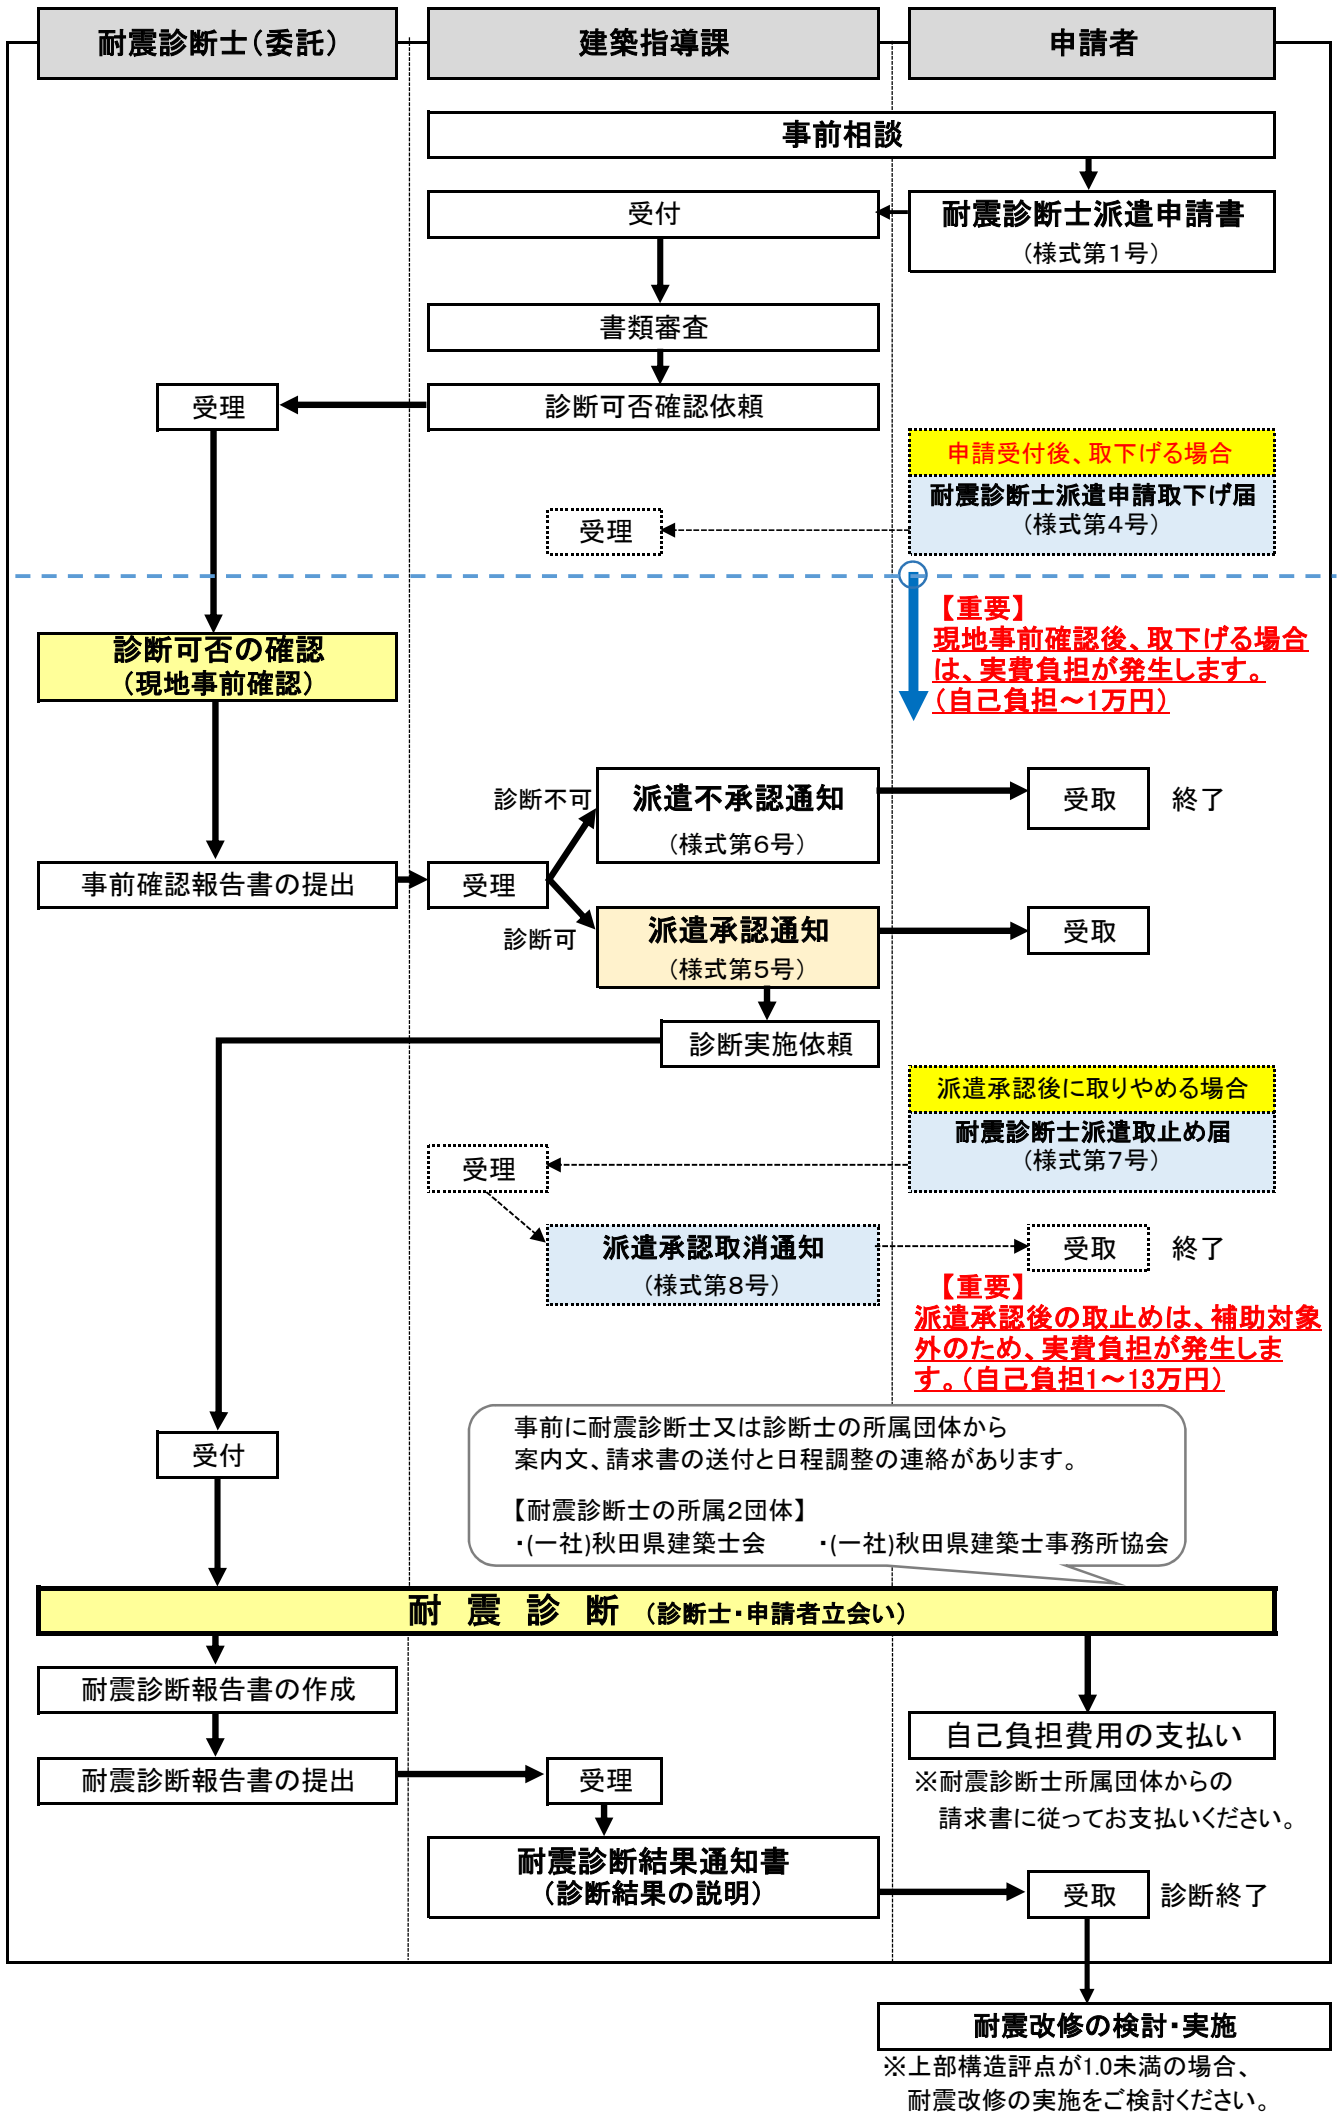 耐震診断士（委託）
建築指導課
申請者
事前相談
受付
耐震診断士派遣申請書
（様式第１号）
書類審査
受理
診断可否確認依頼
申請受付後、取下げる場合
耐震診断士派遣申請取下げ届
（様式第４号）
受理
【重要】
現地事前確認後、取下げる場合
は、実費負担が発生します。
（自己負担～1万円）
診断可否の確認
（現地事前確認）
診断不可
派遣不承認通知
（様式第６号）
受取
終了
事前確認報告書の提出
受理
診断可
派遣承認通知
（様式第５号）
受取
診断実施依頼
派遣承認後に取りやめる場合
耐震診断士派遣取止め届
（様式第７号）
受理
派遣承認取消通知
（様式第８号）
受取
終了
【重要】
派遣承認後の取止めは、補助対象
外のため、実費負担が発生しま
す。（自己負担1～13万円）
事前に耐震診断士又は診断士の所属団体から
案内文、請求書の送付と日程調整の連絡があります。
【耐震診断士の所属２団体】
・(一社)秋田県建築士会　　・(一社)秋田県建築士事務所協会
受付
耐　震　診　断　（診断士・申請者立会い）
耐震診断報告書の作成
自己負担費用の支払い
※耐震診断士所属団体からの
請求書に従ってお支払いください。
耐震診断報告書の提出
受理
耐震診断結果通知書
（診断結果の説明）
受取
診断終了
耐震改修の検討・実施
※上部構造評点が1.0未満の場合、
耐震改修の実施をご検討ください。